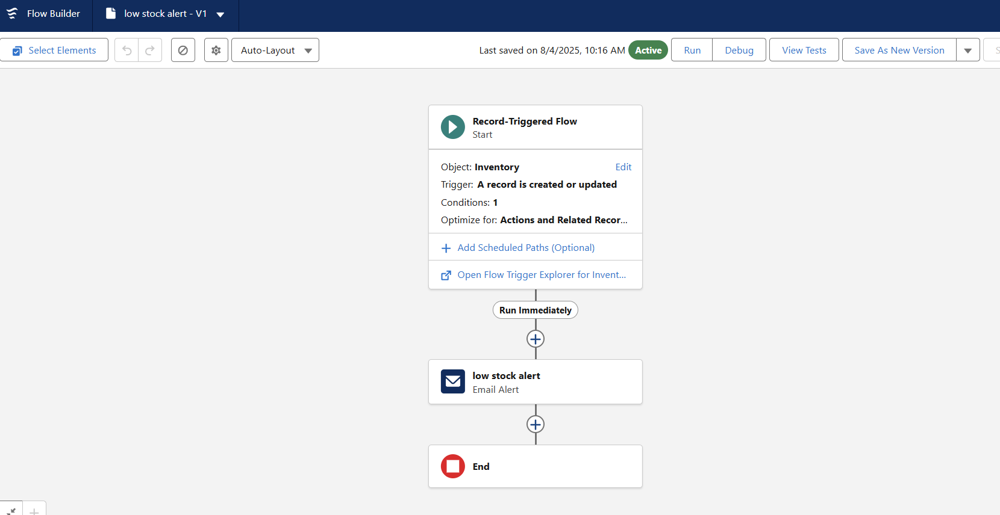 Flow Builder
low stock alert - V1
Select Elements
Auto-Layout
Last saved on 8/4/2025, 10:16 AM
Active
Run
Debug
View Tests
Save As New Version
S
Record-Triggered Flow
Start
Object: Inventory
Edit
Trigger: A record is created or updated
Conditions: 1
Optimize for: Actions and Related Recor...
Add Scheduled Paths (Optional)
Open Flow Trigger Explorer for Invent...
Run Immediately
low stock alert
Email Alert
End